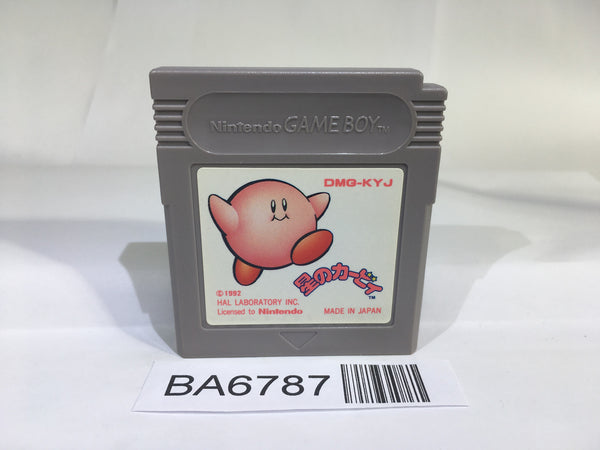 Nintendo GAME BOY TM
DMG-KYJ
星のカービィ
TM
©1992
HAL LABORATORY INC.
Licensed to Nintendo MADE IN JAPAN
BA6787